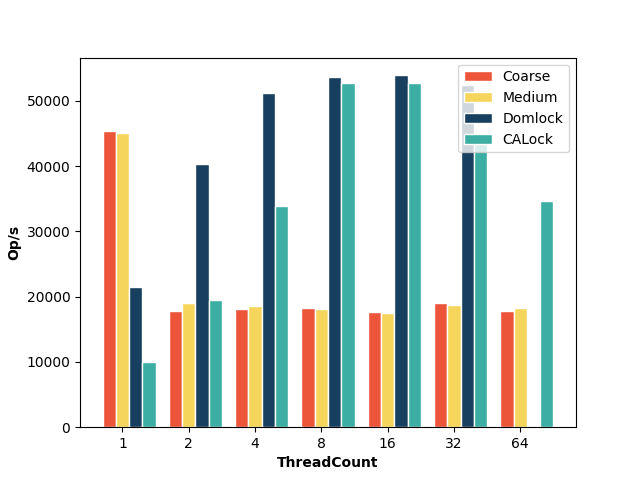 Coarse
Medium
Domlock
CALock
50000
40000
30000
20000
10000
0
Op/s
1 2 4 8 16 32 64
ThreadCount